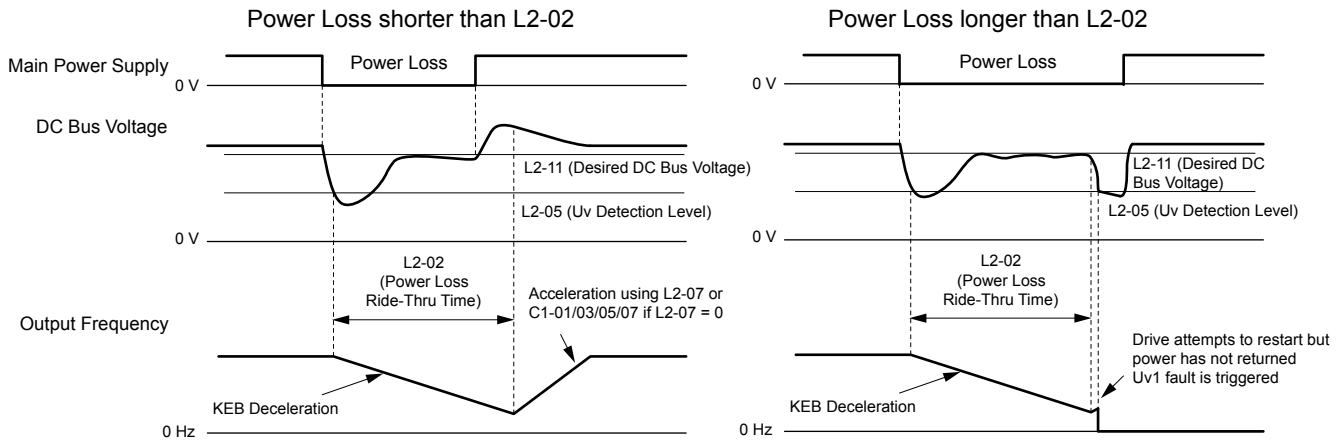 Power Loss shorter than L2-02
Main Power Supply
Power Loss
0 V
DC Bus Voltage
L2-11 (Desired DC Bus Voltage)
L2-05 (Uv Detection Level)
0 V
L2-02
(Power Loss
Ride-Thru Time)
Acceleration using L2-07 or
C1-01/03/05/07 if L2-07 = 0
Output Frequency
KEB Deceleration
0 Hz
Power Loss longer than L2-02
Power Loss
0 V
L2-11 (Desired DC
Bus Voltage)
L2-05 (Uv Detection Level)
0 V
L2-02
(Power Loss
Ride-Thru Time)
Drive attempts to restart but
power has not returned
Uv1 fault is triggered
KEB Deceleration
0 Hz